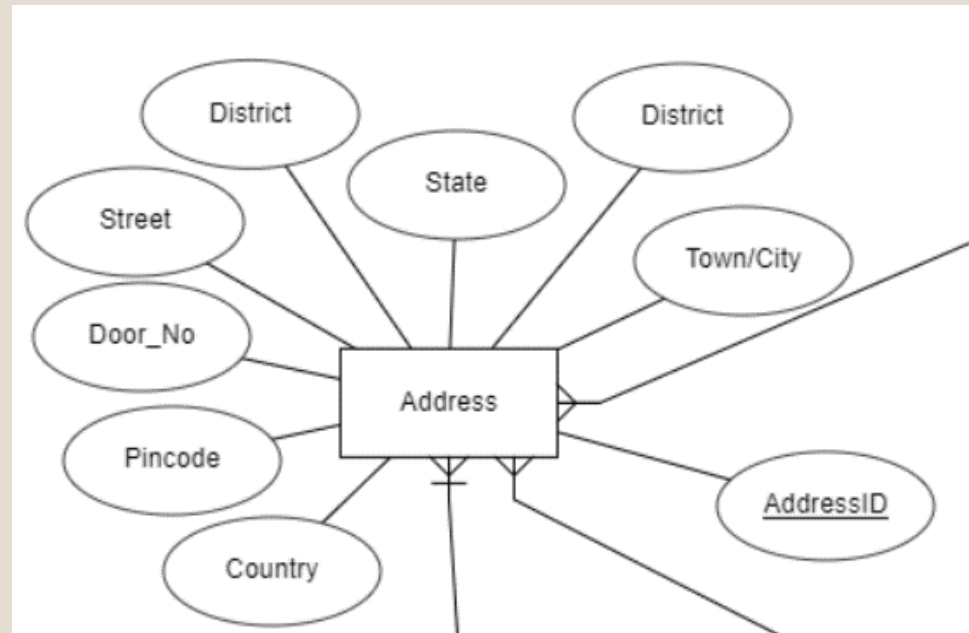 District
District
State
Street
Town/City
Door_No
Address
Pincode
AddressID
Country